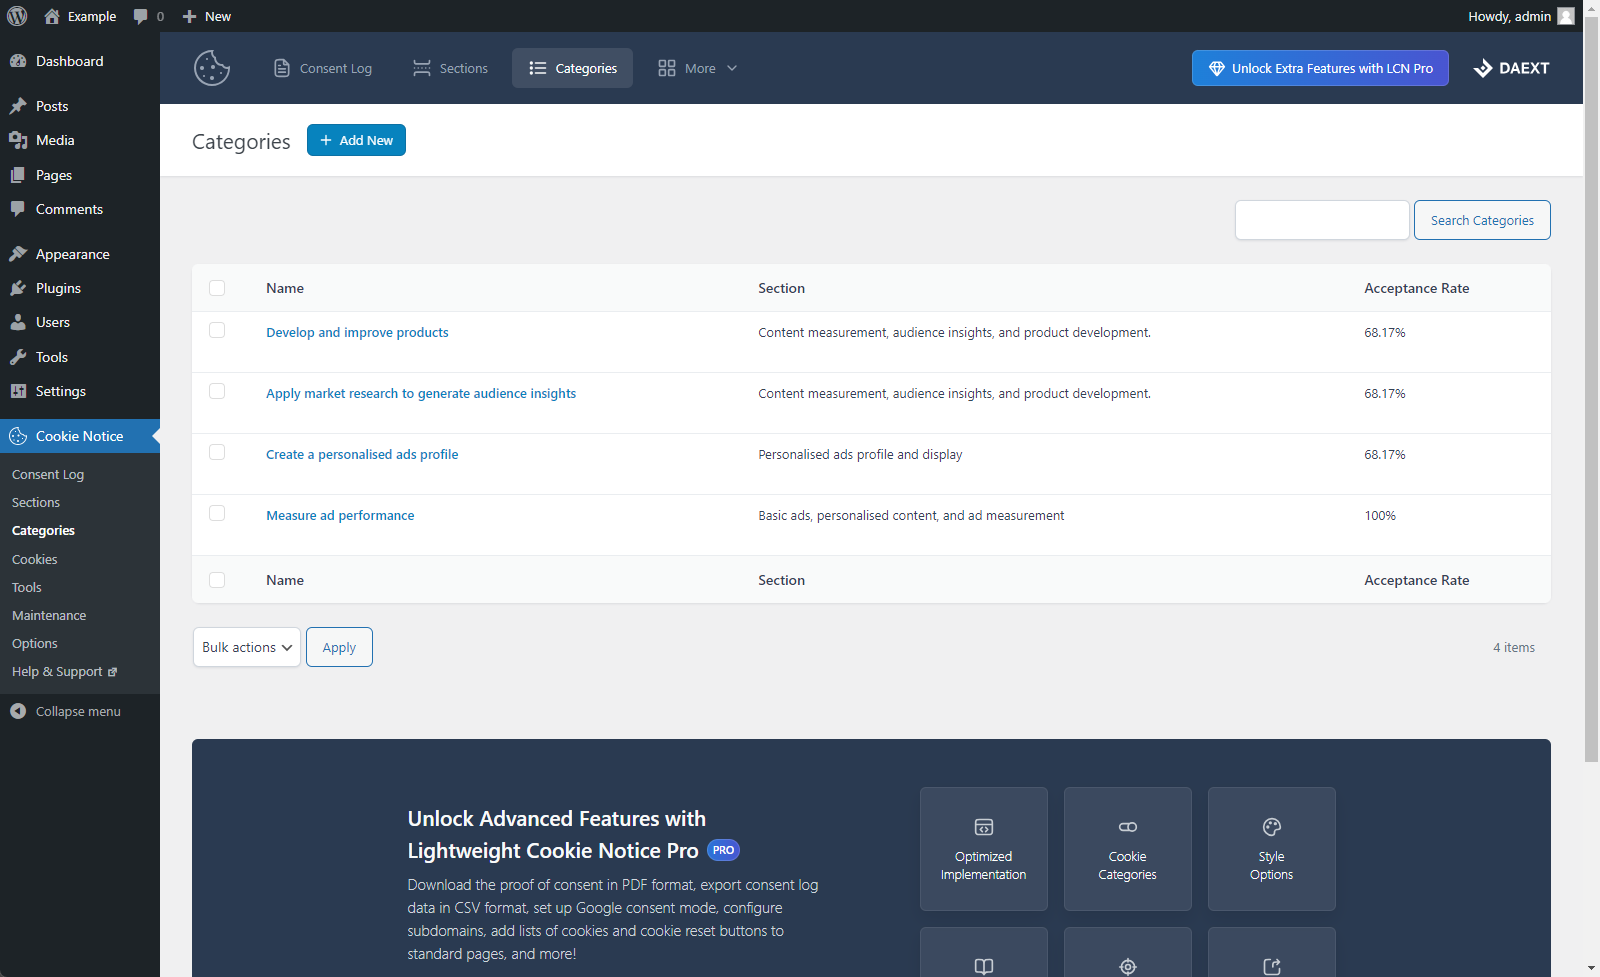 Example
0
New
Howdy, admin
Dashboard
Posts
Media
Pages
Comments
Appearance
Plugins
Users
Tools
Settings
Cookie Notice
Consent Log
Sections
Categories
Cookies
Tools
Maintenance
Options
Help & Support
Collapse menu
Consent Log
Sections
Categories
More
Unlock Extra Features with LCN Pro
DAEXT
Categories
Add New
Search Categories
Name Section Acceptance Rate
Develop and improve products Content measurement, audience insights, and product development. 68.17%
Apply market research to generate audience insights Content measurement, audience insights, and product development. 68.17%
Create a personalised ads profile Personalised ads profile and display 68.17%
Measure ad performance Basic ads, personalised content, and ad measurement 100%
Name Section Acceptance Rate
Bulk actions
Apply
4 items
Unlock Advanced Features with
Lightweight Cookie Notice Pro PRO
Download the proof of consent in PDF format, export consent log
data in CSV format, set up Google consent mode, configure
subdomains, add lists of cookies and cookie reset buttons to
standard pages, and more!
Optimized
Implementation
Cookie
Categories
Style
Options